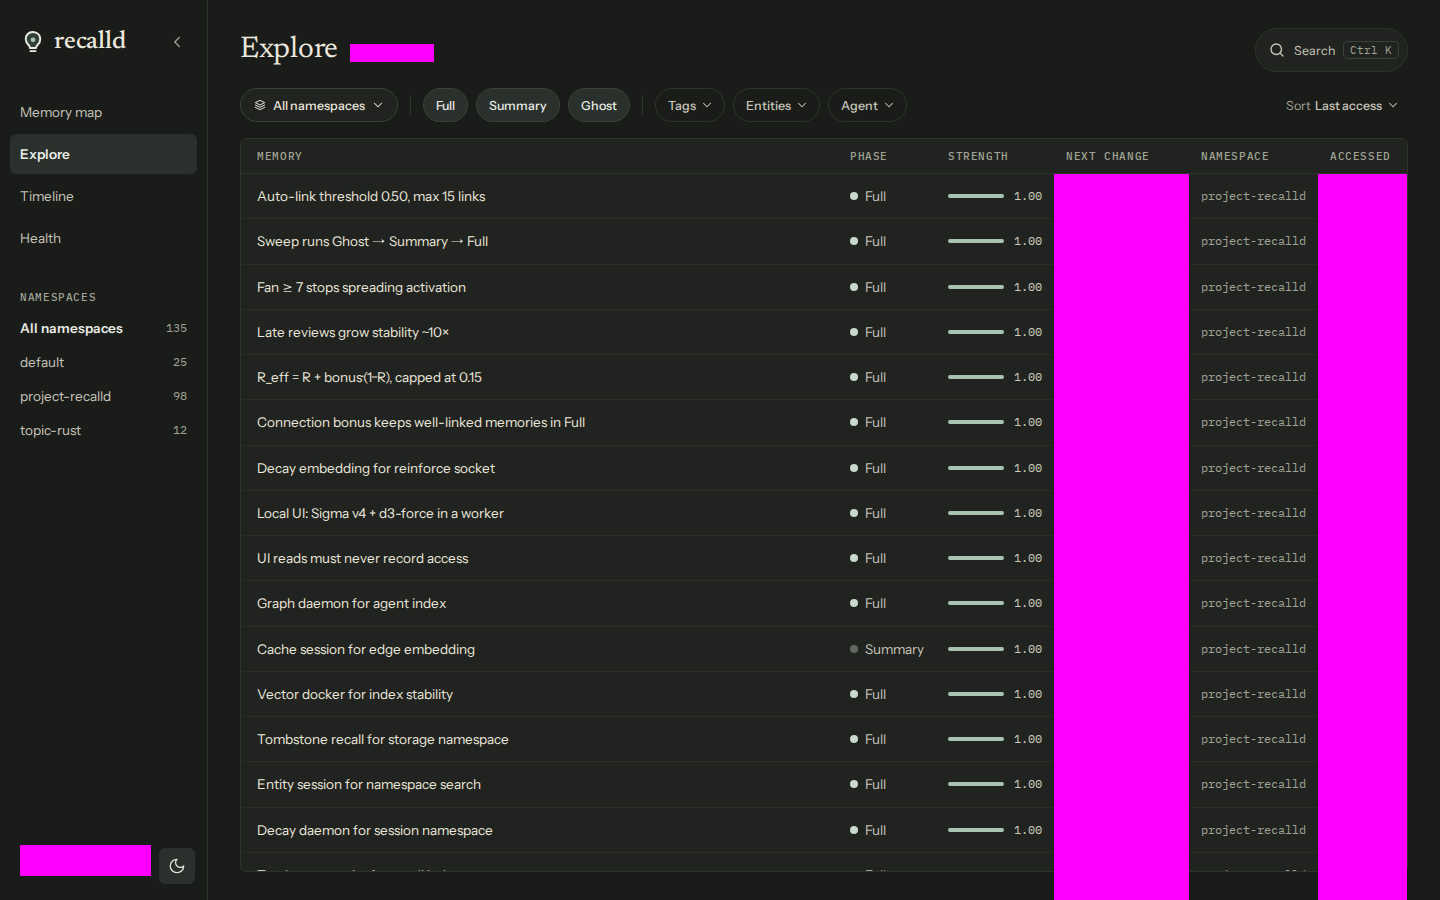 recalld
Memory map
Explore
Timeline
Health
NAMESPACES
All namespaces 135
default 25
project-recalld 98
topic-rust 12
Explore
Search Ctrl K
All namespaces Full Summary Ghost Tags Entities Agent Sort Last access
MEMORY PHASE STRENGTH NEXT CHANGE NAMESPACE ACCESSED
Auto-link threshold 0.50, max 15 links Full 1.00 project-recalld
Sweep runs Ghost → Summary → Full Full 1.00 project-recalld
Fan ≥ 7 stops spreading activation Full 1.00 project-recalld
Late reviews grow stability ~10× Full 1.00 project-recalld
R_eff = R + bonus·(1−R), capped at 0.15 Full 1.00 project-recalld
Connection bonus keeps well-linked memories in Full Full 1.00 project-recalld
Decay embedding for reinforce socket Full 1.00 project-recalld
Local UI: Sigma v4 + d3-force in a worker Full 1.00 project-recalld
UI reads must never record access Full 1.00 project-recalld
Graph daemon for agent index Full 1.00 project-recalld
Cache session for edge embedding Summary 1.00 project-recalld
Vector docker for index stability Full 1.00 project-recalld
Tombstone recall for storage namespace Full 1.00 project-recalld
Entity session for namespace search Full 1.00 project-recalld
Decay daemon for session namespace Full 1.00 project-recalld